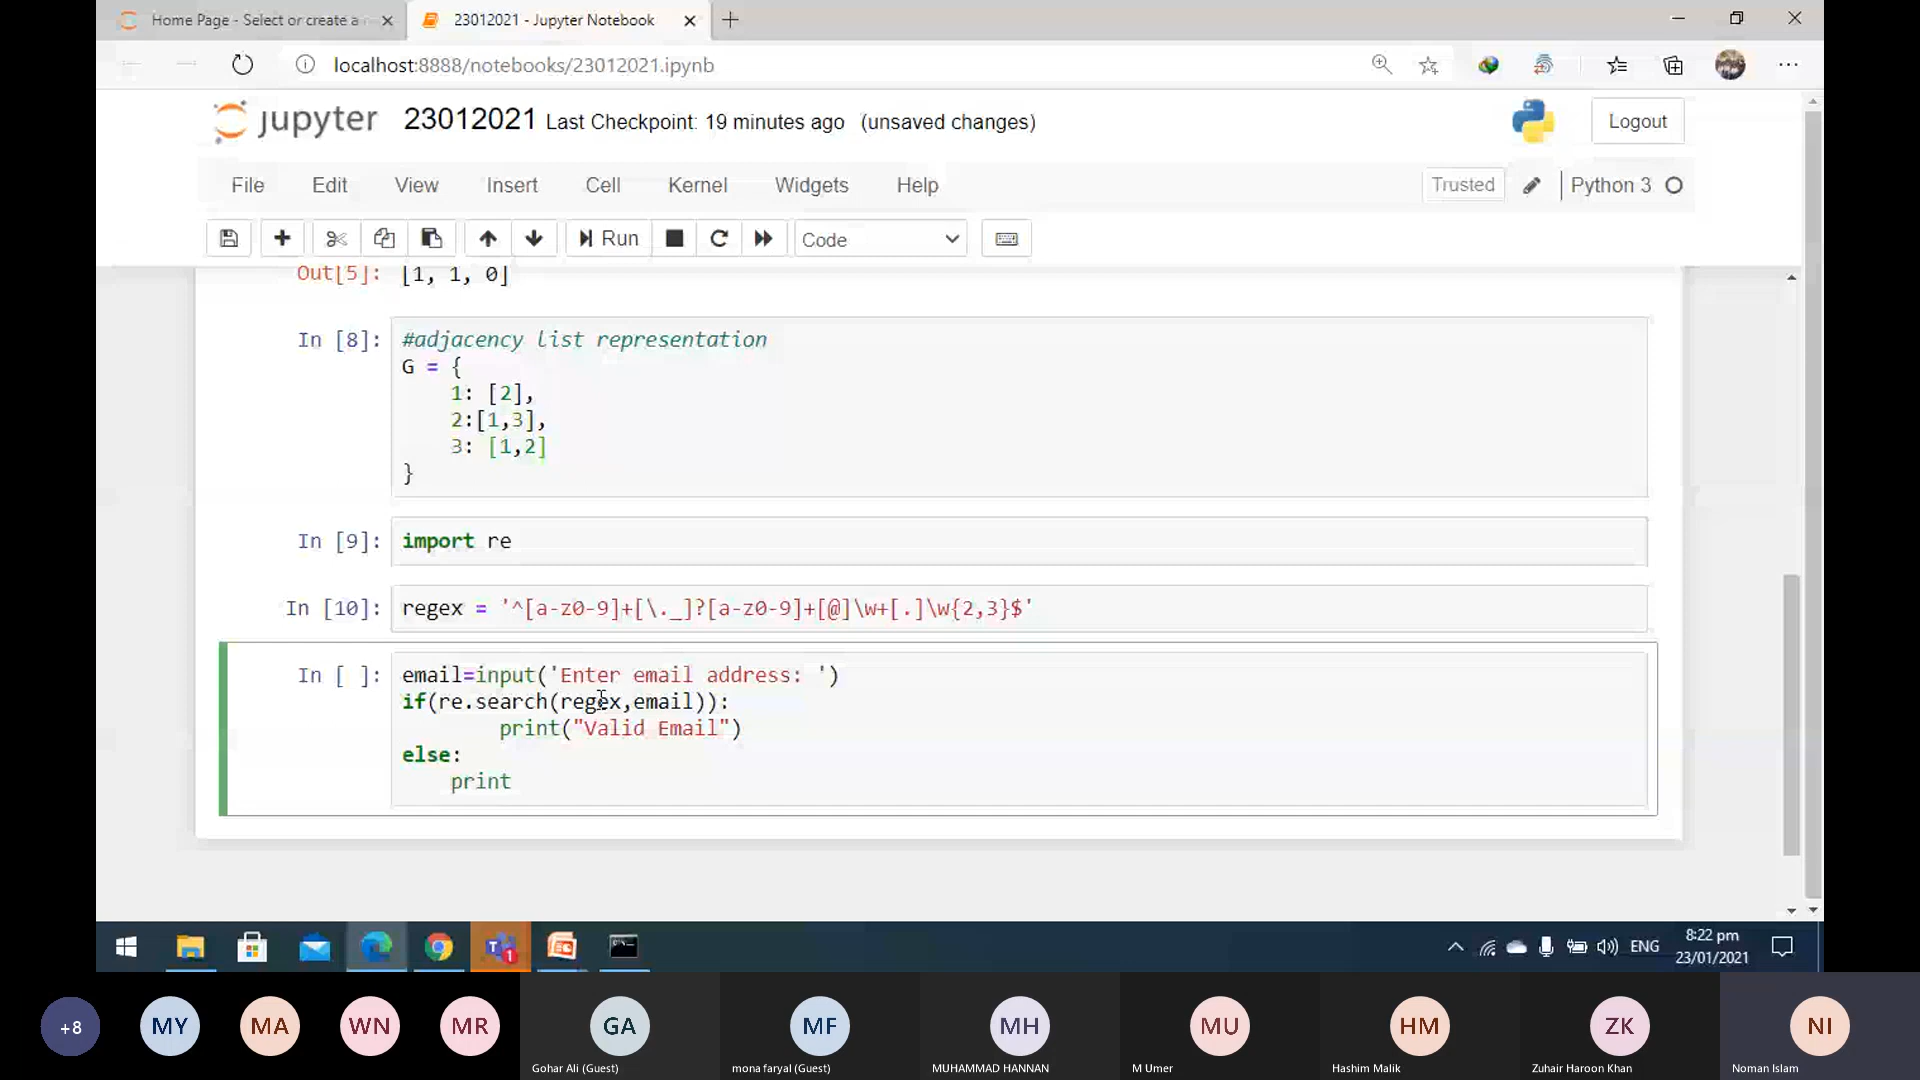 Home Page - Select or create a
23012021 - Jupyter Notebook
localhost:8888/notebooks/23012021.ipynb
jupyter 23012021 Last Checkpoint: 19 minutes ago (unsaved changes)
Logout
File Edit View Insert Cell Kernel Widgets Help
Trusted
Python 3
Run
Code
Out[5]: [1, 1, 0]
In [8]: #adjacency list representation
G = {
1: [2],
2:[1,3],
3: [1,2]
}
In [9]: import re
In [10]: regex = '^[a-z0-9]+[\._]?[a-z0-9]+[@]\w+[.]\w{2,3}$'
In [ ]: email=input('Enter email address: ')
if(re.search(regex,email)):
print("Valid Email")
else:
print
1
ENG
8:22 pm
23/01/2021
+8
MY
MA
WN
MR
GA
MF
MH
MU
HM
ZK
NI
Gohar Ali (Guest)
mona faryal (Guest)
MUHAMMAD HANNAN
M Umer
Hashim Malik
Zuhair Haroon Khan
Noman Islam